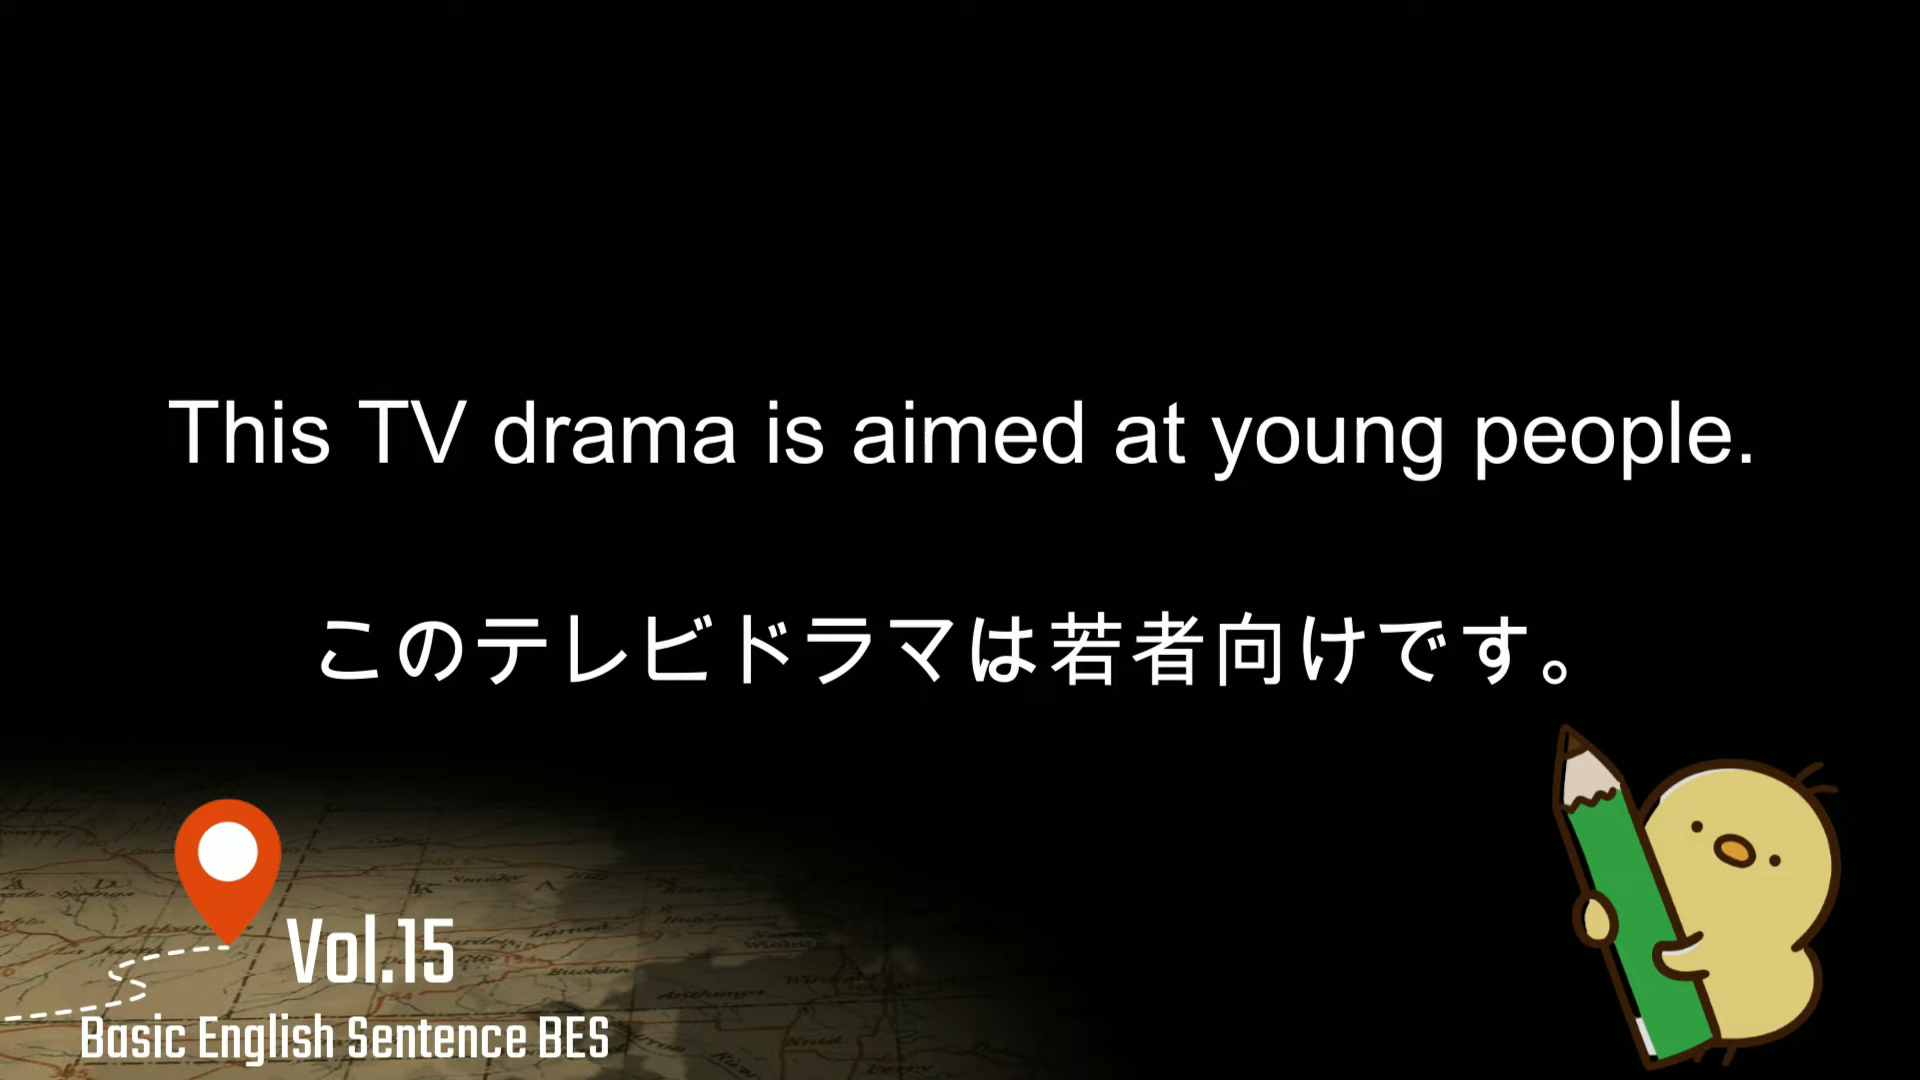 This TV drama is aimed at young people.
このテレビドラマは若者向けです。
Vol.15
Basic English Sentence BES
Bucklin